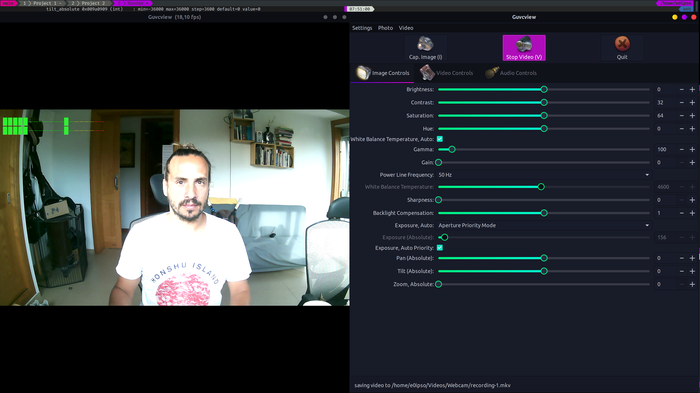 1 Project 1
2 Project 2
tilt_absolute 0x009a0909 (int) : min=-36000 max=36000 step=3600 default=0 value=0
07:51:00
Guvcview (18,10 fps)
Guvcview
Settings Photo Video
Cap. Image (I) Stop Video (V) Quit
Image Controls Video Controls Audio Controls
Brightness: 0
Contrast: 32
Saturation: 64
Hue: 0
White Balance Temperature, Auto:
Gamma: 100
Gain: 0
Power Line Frequency: 50 Hz
White Balance Temperature: 4600
Sharpness: 0
Backlight Compensation: 1
Exposure, Auto: Aperture Priority Mode
Exposure (Absolute): 156
Exposure, Auto Priority:
Pan (Absolute): 0
Tilt (Absolute): 0
Zoom, Absolute: 0
HONSHU ISLAND
saving video to /home/e0ipso/Videos/Webcam/recording-1.mkv